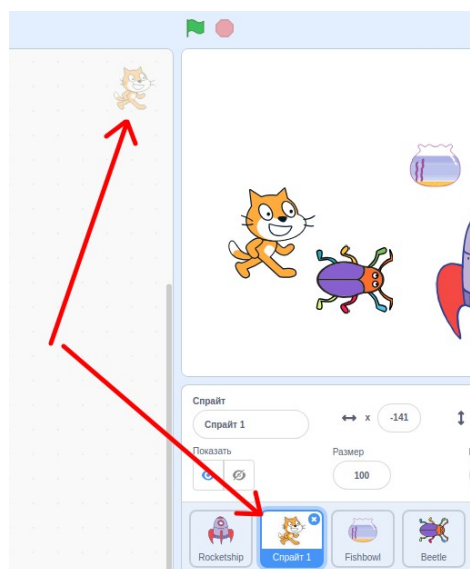 Спрайт
Спрайт 1
x
-141
Показать
Размер
100
Rocketship
Спрайт 1
Fishbowl
Beetle